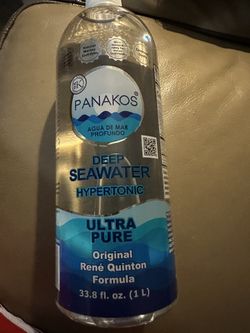 PANAKOS®
AGUA DE MAR
PROFUNDO
DEEP
SEAWATER
HYPERTONIC
ULTRA
PURE
Original
René Quinton
Formula
33.8 fl. oz. (1 L)